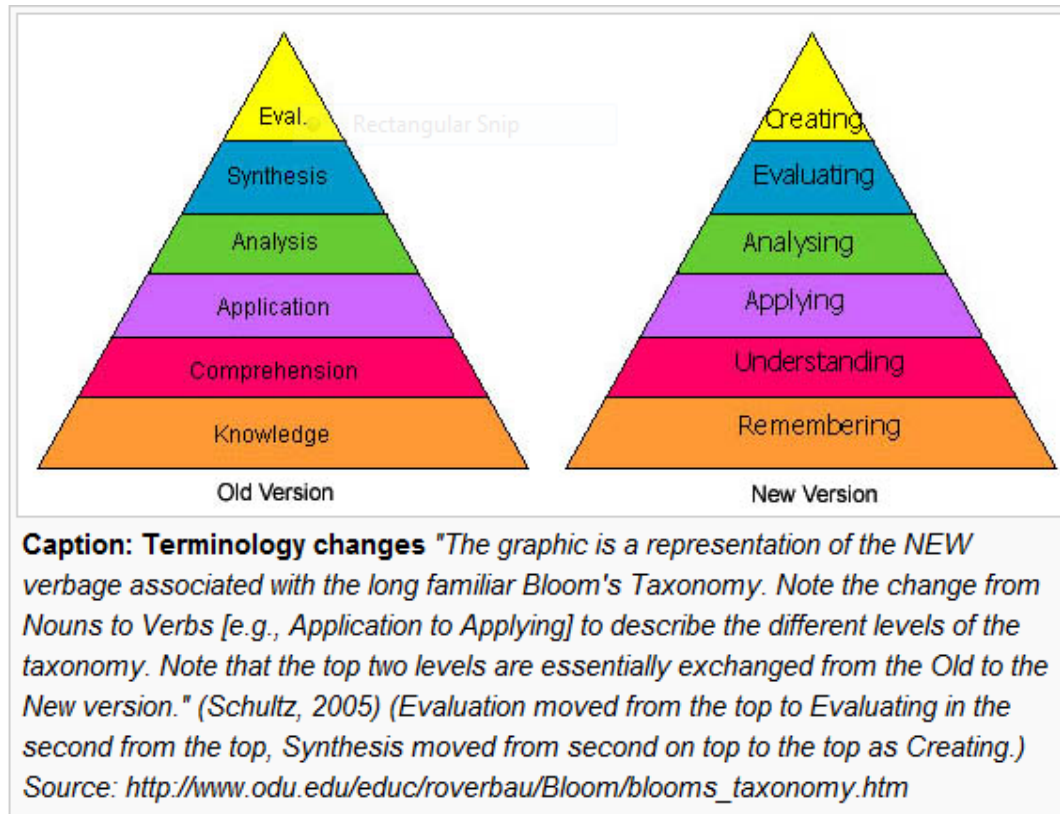 Eval.
Rectangular Snip
Synthesis
Analysis
Application
Comprehension
Knowledge
Old Version
Creating
Evaluating
Analysing
Applying
Understanding
Remembering
New Version
Caption: Terminology changes "The graphic is a representation of the NEW
verbage associated with the long familiar Bloom's Taxonomy. Note the change from
Nouns to Verbs [e.g., Application to Applying] to describe the different levels of the
taxonomy. Note that the top two levels are essentially exchanged from the Old to the
New version." (Schultz, 2005) (Evaluation moved from the top to Evaluating in the
second from the top, Synthesis moved from second on top to the top as Creating.)
Source: http://www.odu.edu/educ/roverbau/Bloom/blooms_taxonomy.htm